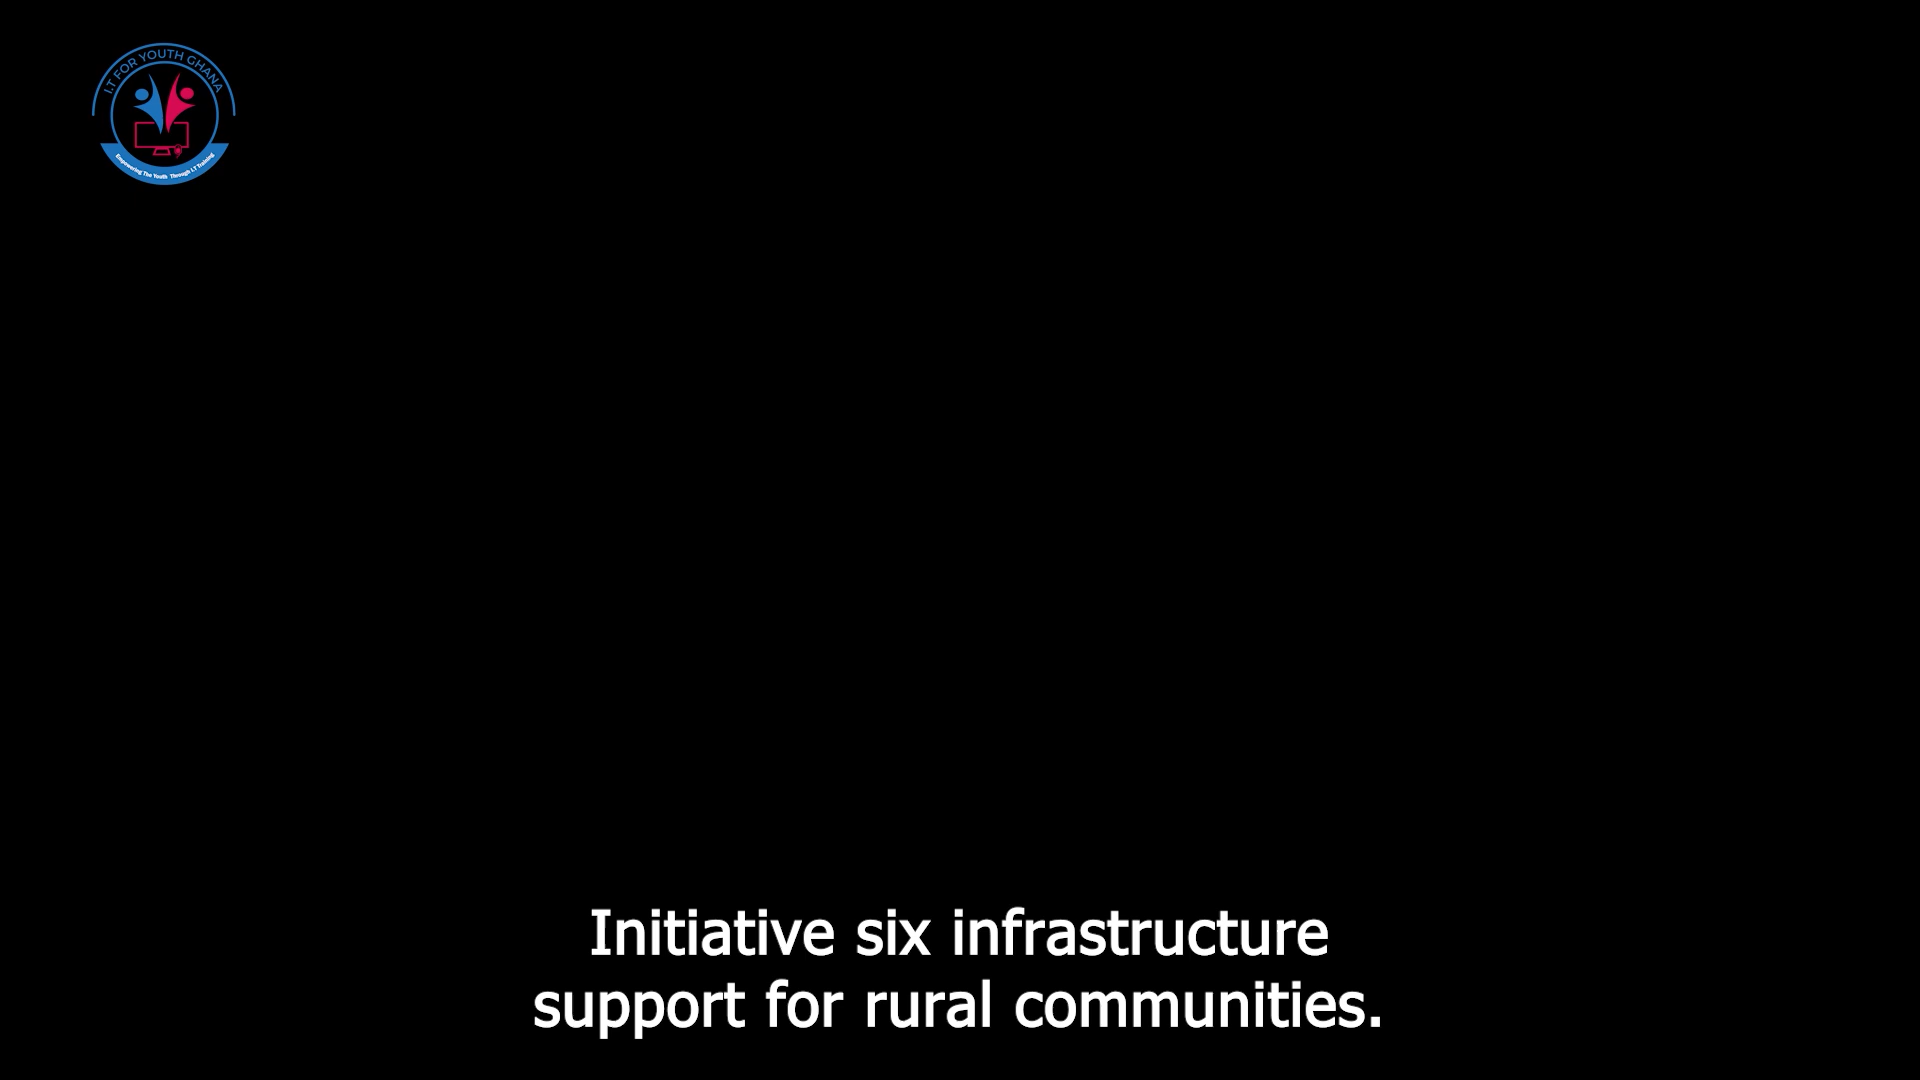 I.T FOR YOUTH GHANA
Empowering The Youth Through I.T Training
Initiative six infrastructure
support for rural communities.